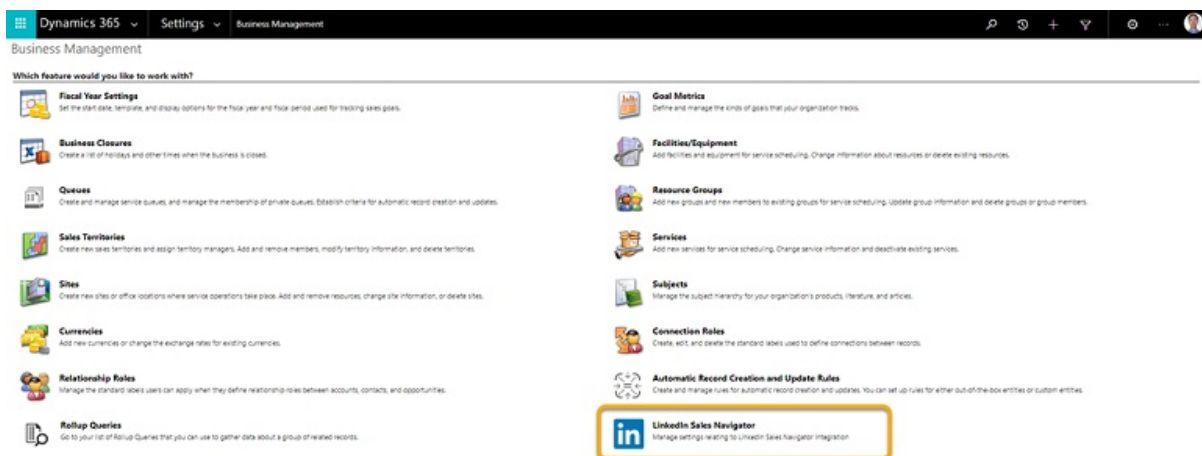 Dynamics 365 Settings Business Management
Business Management
Which feature would you like to work with?
Fiscal Year Settings
Set the start date, template, and display options for the fiscal year and fiscal period used for tracking sales goals.
Goal Metrics
Define and manage the kinds of goals that your organization tracks.
Business Closures
Create a list of holidays and other times when the business is closed.
Facilities/Equipment
Add facilities and equipment for service scheduling. Change information about resources or delete existing resources.
Queues
Create and manage service queues, and manage the membership of private queues. Establish criteria for automatic record creation and updates.
Resource Groups
Add new groups and new members to existing groups for service scheduling. Update group information and delete groups or group members.
Sales Territories
Create new sales territories and assign territory managers. Add and remove members, modify territory information, and delete territories.
Services
Add new services for service scheduling. Change service information and deactivate existing services.
Sites
Create new sites or office locations where service operations take place. Add and remove resources, change site information, or delete sites.
Subjects
Manage the subject hierarchy for your organization's products, literature, and articles.
Currencies
Add new currencies or change the exchange rates for existing currencies.
Connection Roles
Create, edit, and delete the standard labels used to define connections between records.
Relationship Roles
Manage the standard labels users can apply when they define relationship roles between accounts, contacts, and opportunities.
Automatic Record Creation and Update Rules
Create and manage rules for automatic record creation and updates. You can set up rules for either out-of-the-box entities or custom entities.
Rollup Queries
Go to your list of Rollup Queries that you can use to gather data about a group of related records.
in
LinkedIn Sales Navigator
Manage settings relating to LinkedIn Sales Navigator Integration